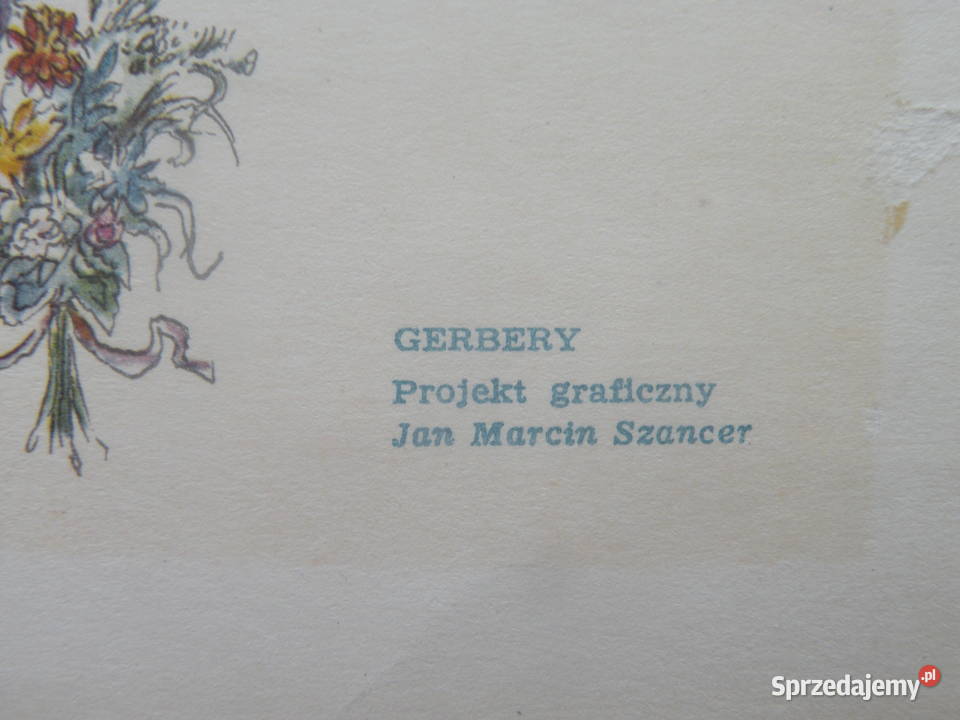 GERBERY
Projekt graficzny
Jan Marcin Szancer
Sprzedajemy.pl